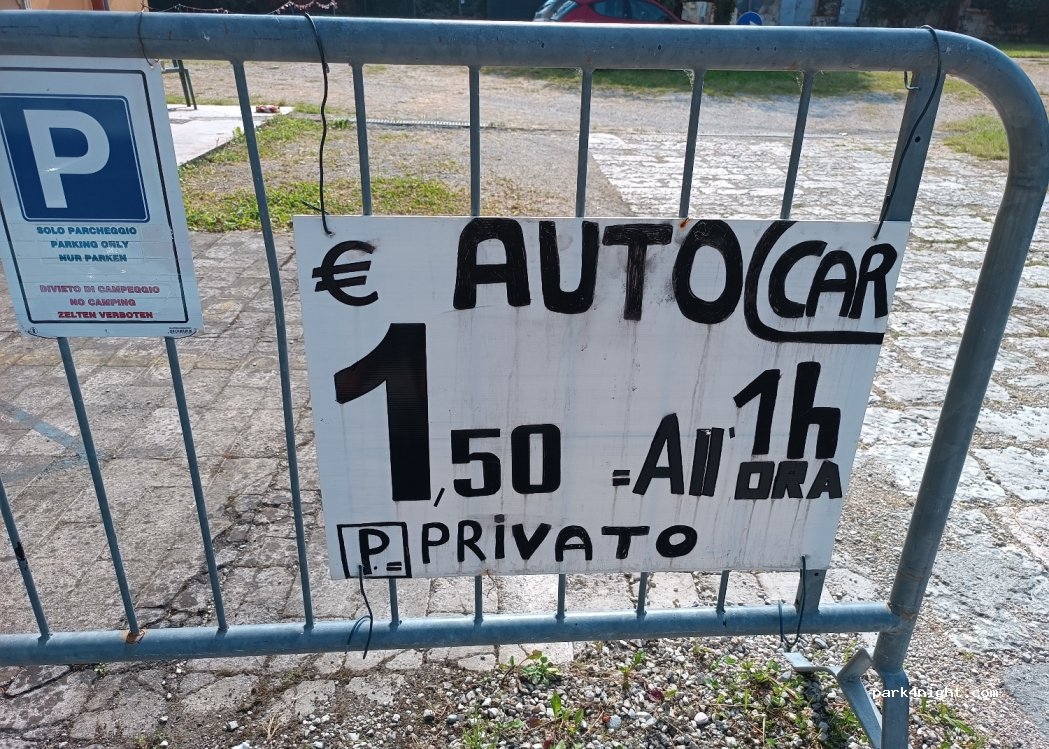 P
SOLO PARCHEGGIO
PARKING ONLY
NUR PARKEN
DIVIETO DI CAMPEGGIO
NO CAMPING
ZELTEN VERBOTEN
€ AUTO CAR
1,50 = All' 1h
ORA
P.= PRIVATO
park4night.com